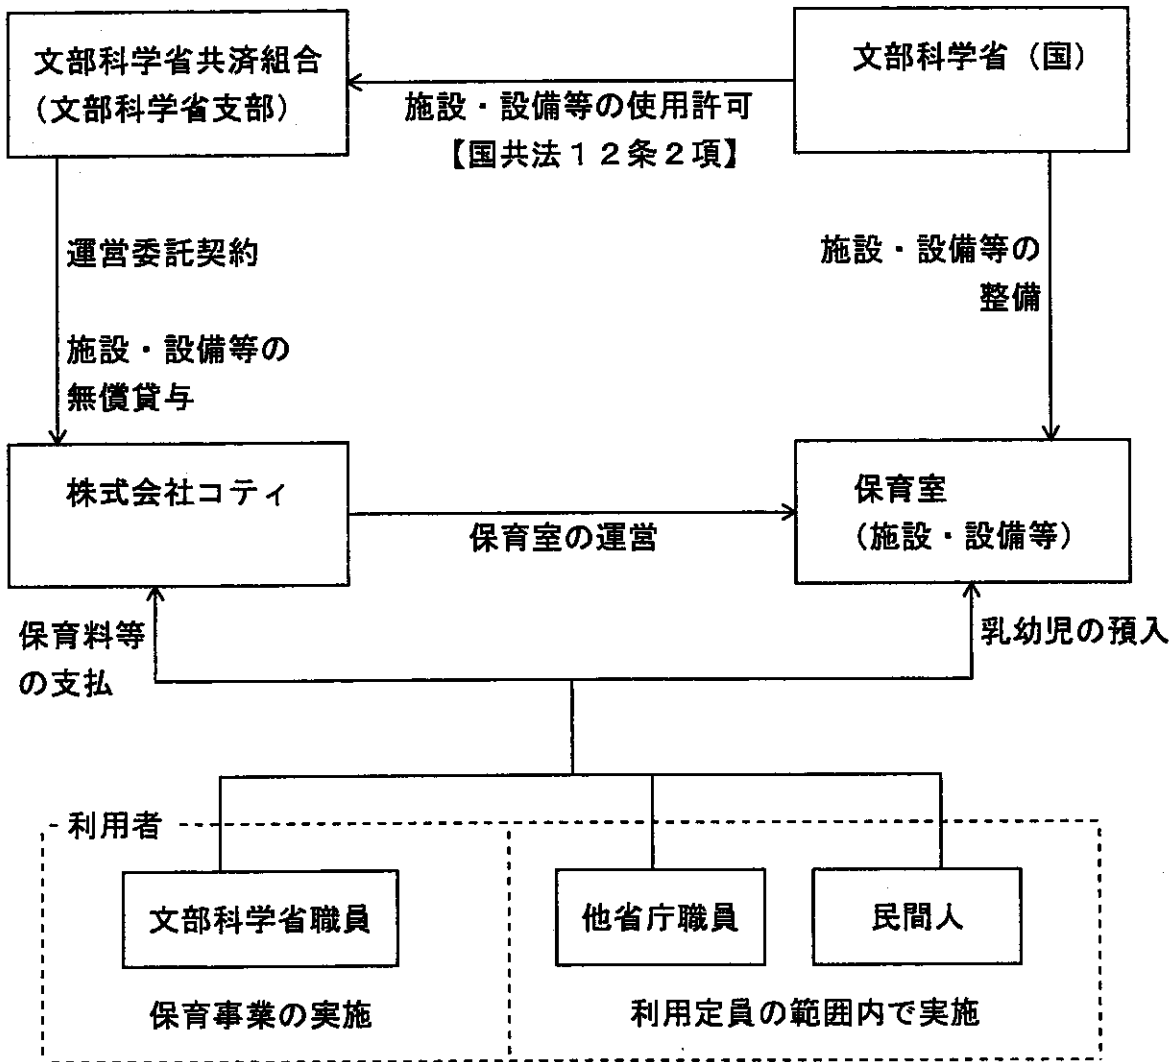 文部科学省共済組合
（文部科学省支部）
文部科学省（国）
施設・設備等の使用許可
【国共法１２条２項】
運営委託契約
施設・設備等の
無償貸与
施設・設備等の
整備
株式会社コティ
保育室の運営
保育室
（施設・設備等）
保育料等
の支払
乳幼児の預入
利用者
文部科学省職員
他省庁職員
民間人
保育事業の実施
利用定員の範囲内で実施